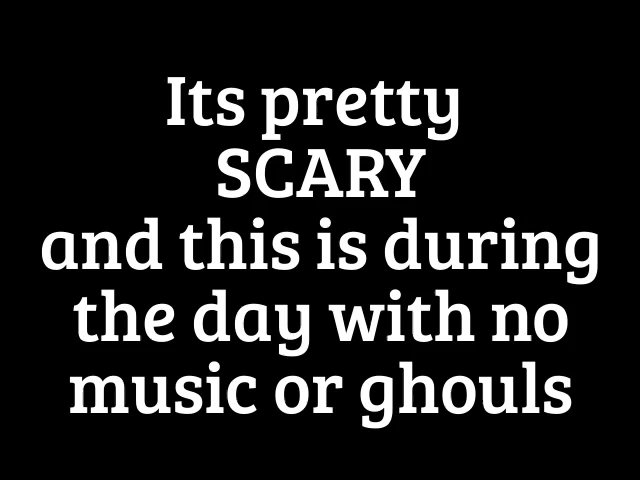 Its pretty
SCARY
and this is during
the day with no
music or ghouls